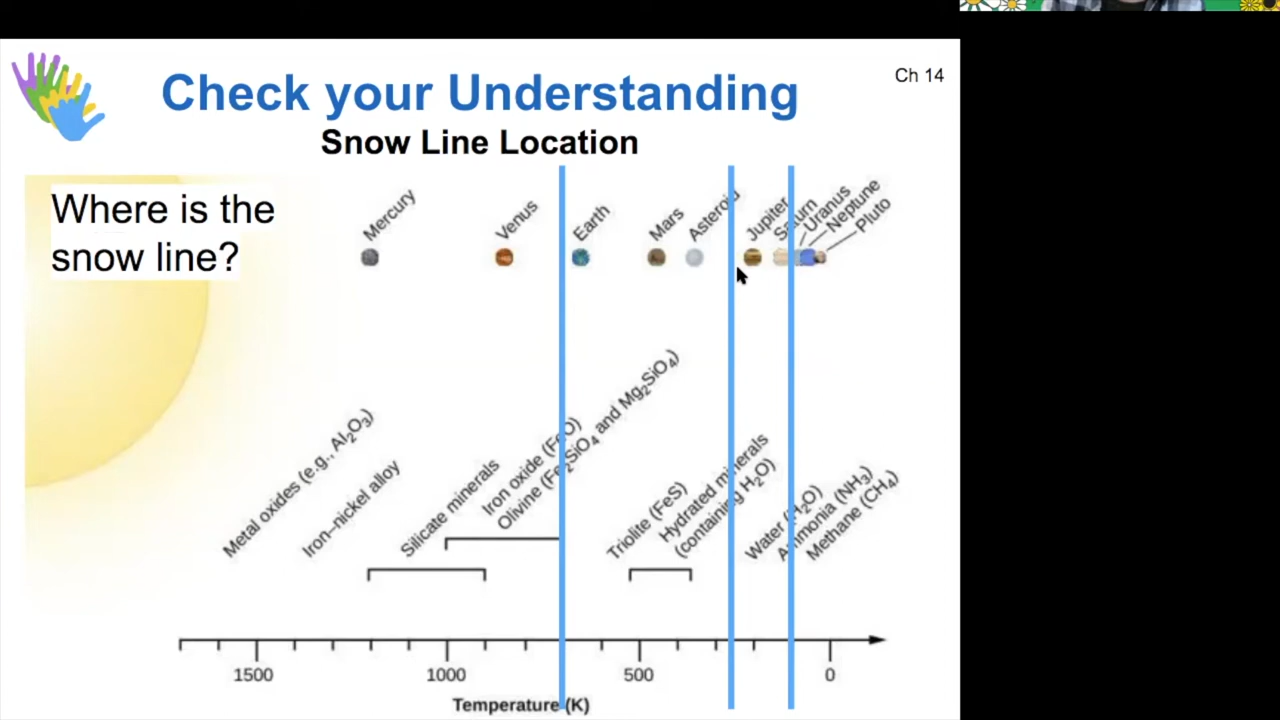 Check your Understanding
Ch 14
Snow Line Location
Where is the
snow line?
Mercury
Venus
Earth
Mars
Asteroid
Jupiter
Saturn
Uranus
Neptune
Pluto
Metal oxides (e.g., Al₂O₃)
Iron–nickel alloy
Silicate minerals
Iron oxide (FeO)
Olivine (Fe₂SiO₄ and Mg₂SiO₄)
Triolite (FeS)
Hydrated minerals
(containing H₂O)
Water (H₂O)
Ammonia (NH₃)
Methane (CH₄)
1500
1000
500
0
Temperature (K)